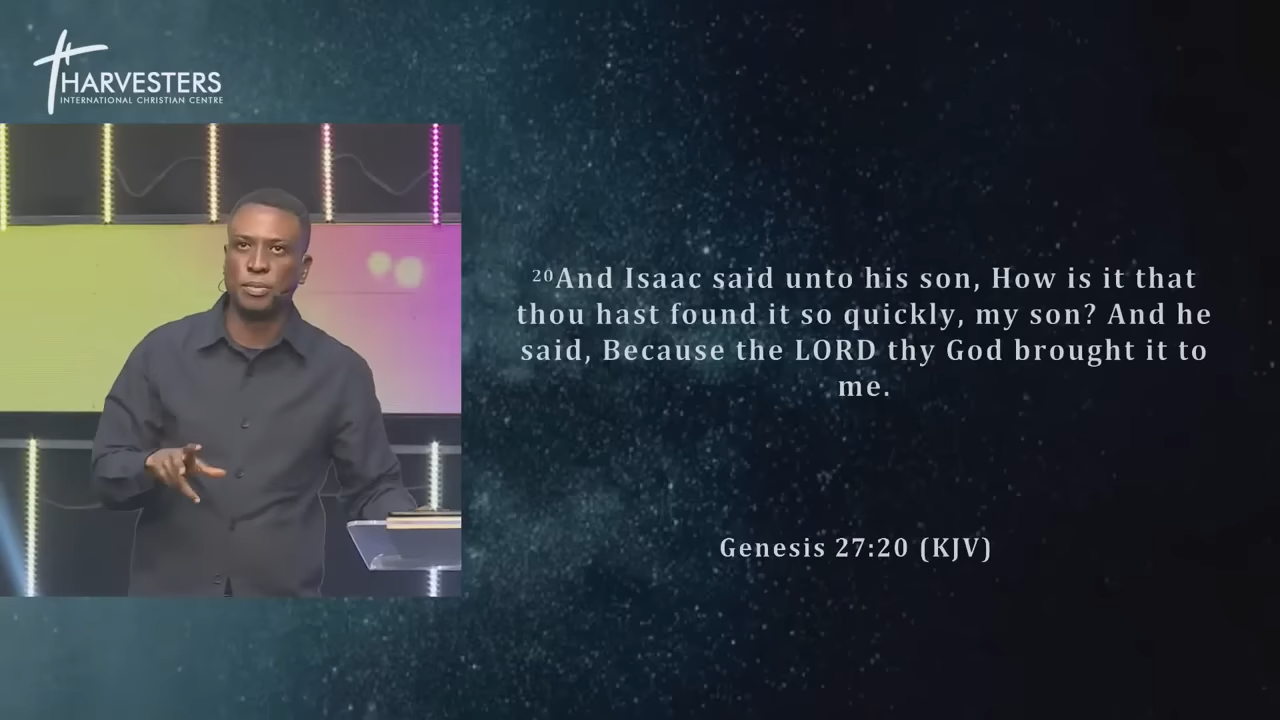 HARVESTERS
INTERNATIONAL CHRISTIAN CENTRE
20And Isaac said unto his son, How is it that
thou hast found it so quickly, my son? And he
said, Because the LORD thy God brought it to
me.
Genesis 27:20 (KJV)